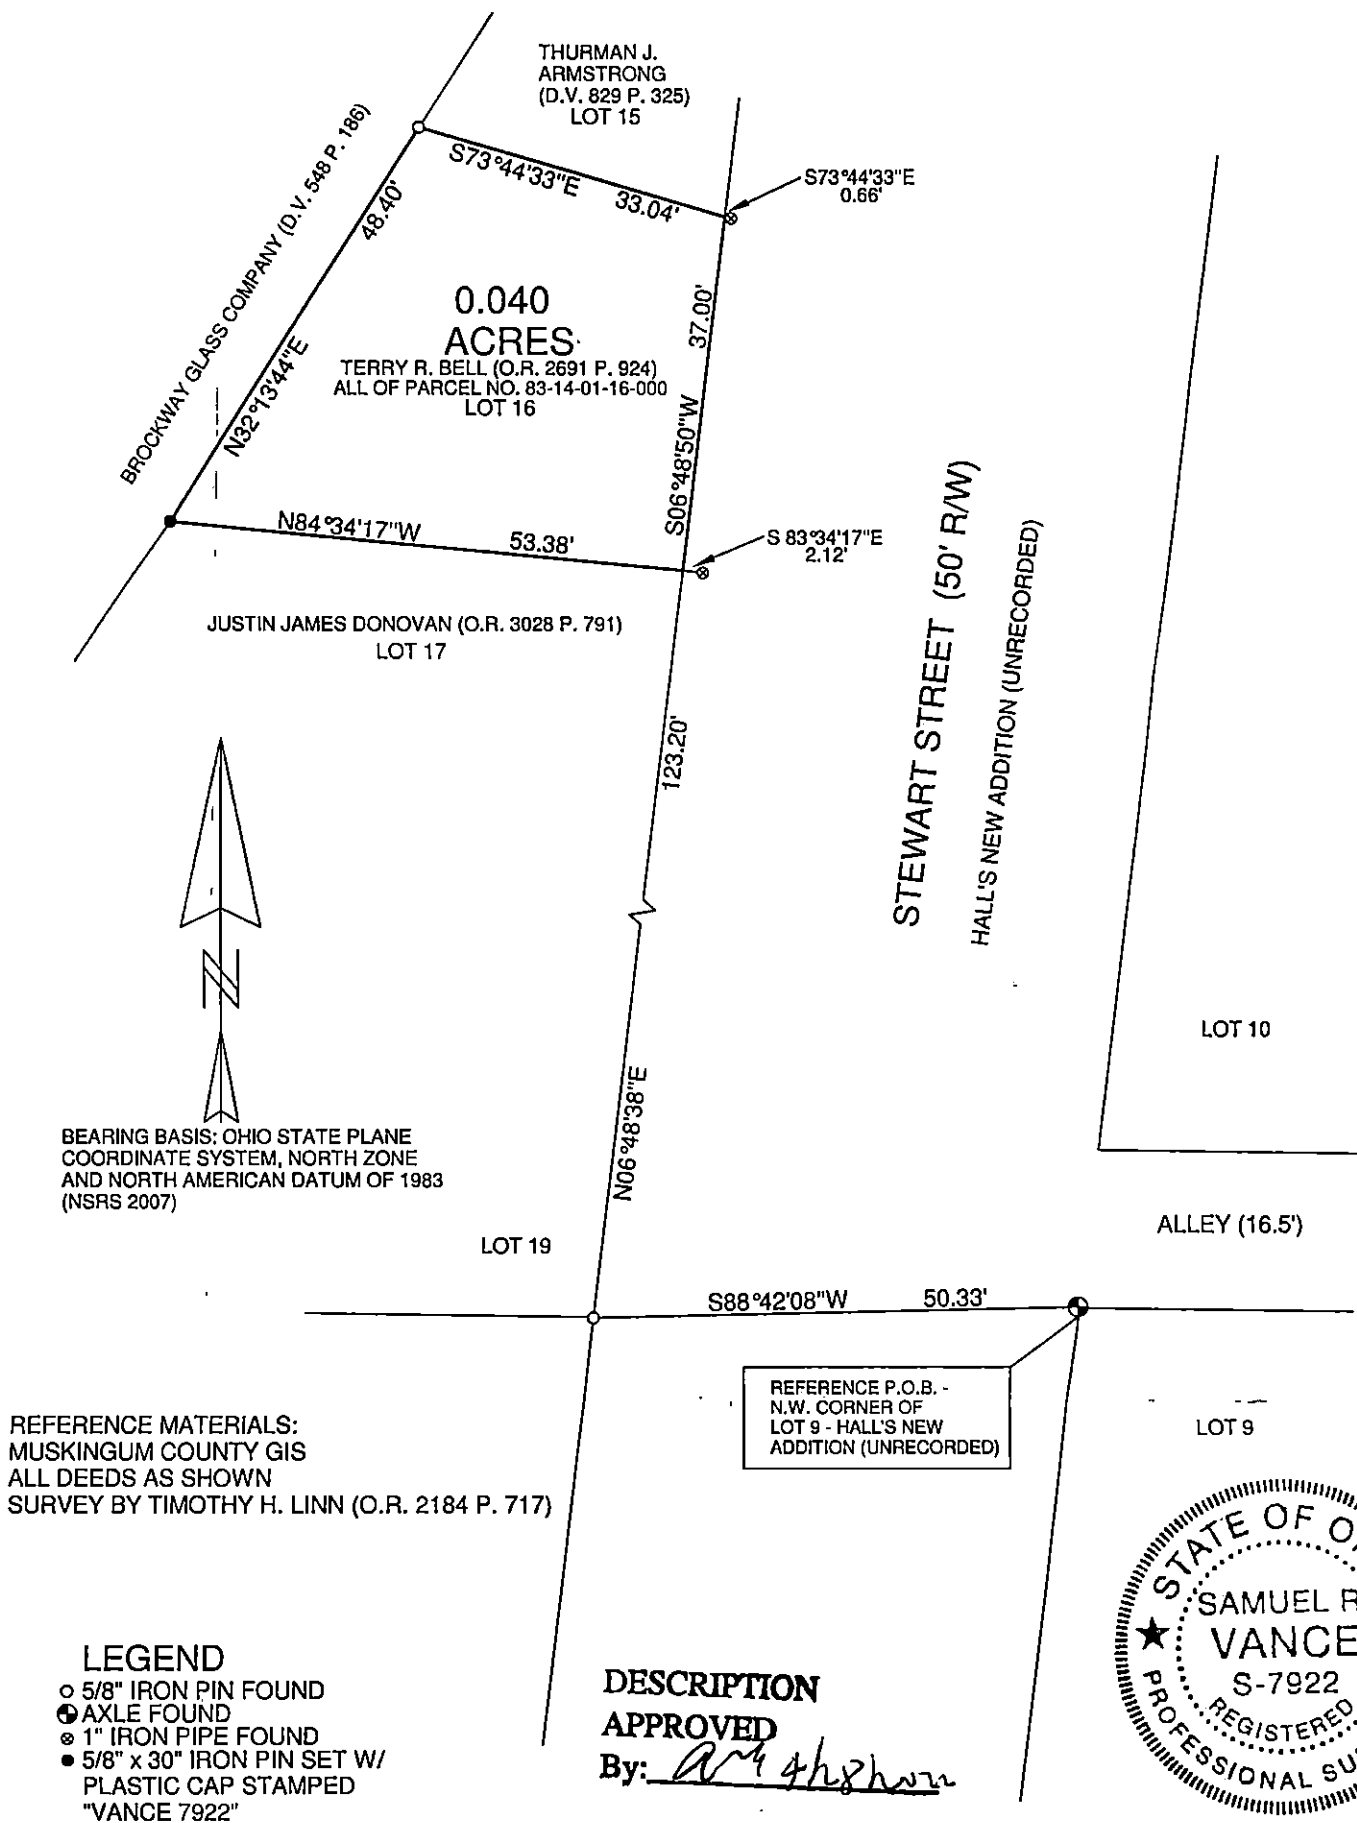 THURMAN J.
ARMSTRONG
(D.V. 829 P. 325)
LOT 15
BROCKWAY GLASS COMPANY (D.V. 548 P. 186)
S73°44'33"E 33.04'
S73°44'33"E
0.66'
48.40'
N32°13'44"E
0.040
ACRES
TERRY R. BELL (O.R. 2691 P. 924)
ALL OF PARCEL NO. 83-14-01-16-000
LOT 16
37.00'
S06°48'50"W
N84°34'17"W 53.38'
S 83°34'17"E
2.12'
JUSTIN JAMES DONOVAN (O.R. 3028 P. 791)
LOT 17
STEWART STREET (50' R/W)
HALL'S NEW ADDITION (UNRECORDED)
123.20'
N06°48'38"E
N
BEARING BASIS: OHIO STATE PLANE
COORDINATE SYSTEM, NORTH ZONE
AND NORTH AMERICAN DATUM OF 1983
(NSRS 2007)
LOT 10
ALLEY (16.5')
LOT 19
S88°42'08"W 50.33'
REFERENCE P.O.B. -
N.W. CORNER OF
LOT 9 - HALL'S NEW
ADDITION (UNRECORDED)
LOT 9
REFERENCE MATERIALS:
MUSKINGUM COUNTY GIS
ALL DEEDS AS SHOWN
SURVEY BY TIMOTHY H. LINN (O.R. 2184 P. 717)
STATE OF O
SAMUEL R
VANCE
S-7922
REGISTERED
PROFESSIONAL SU
LEGEND
5/8" IRON PIN FOUND
AXLE FOUND
1" IRON PIPE FOUND
5/8" x 30" IRON PIN SET W/
PLASTIC CAP STAMPED
"VANCE 7922"
DESCRIPTION
APPROVED
By: